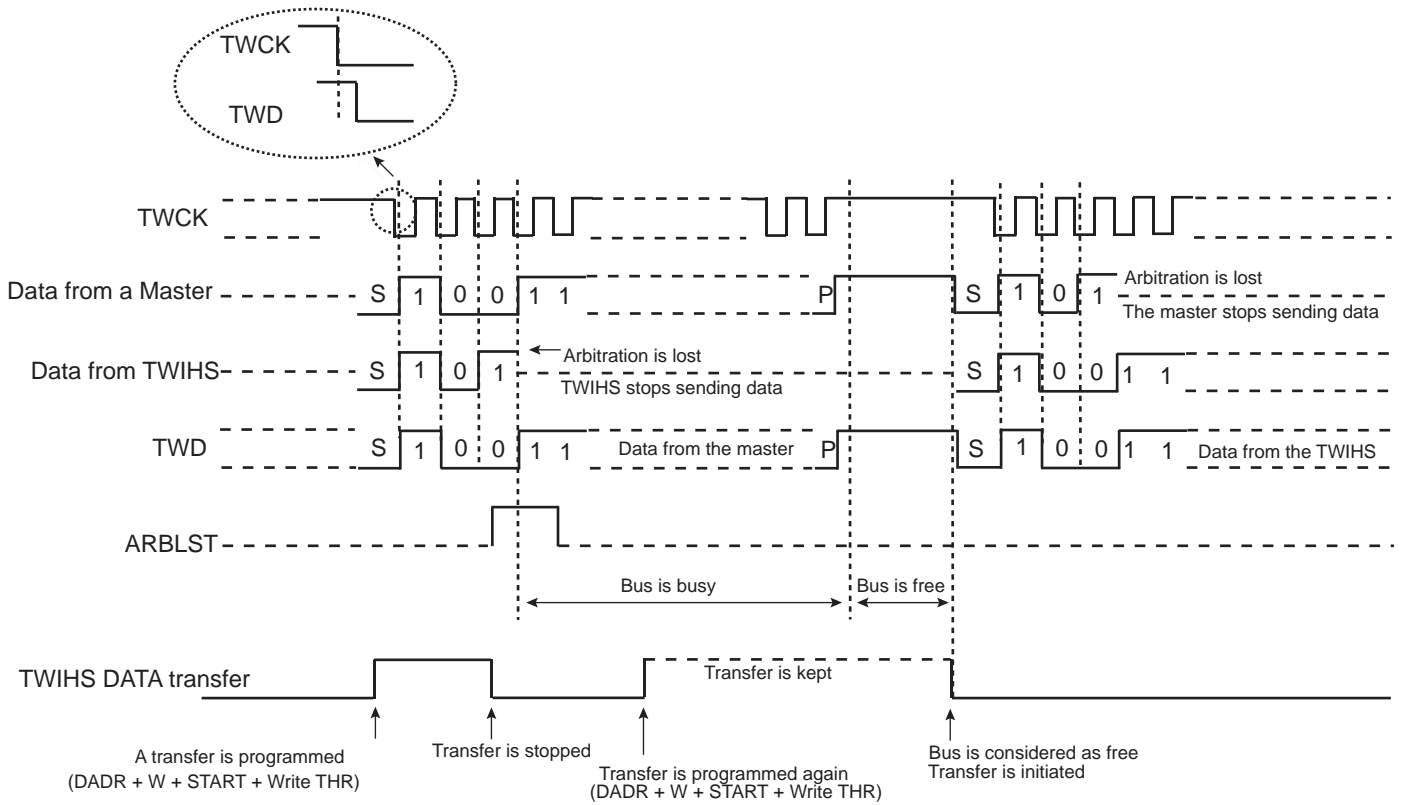 TWCK
TWD
TWCK
Data from a Master S 1 0 0 1 1 P S 1 0 1 Arbitration is lost
The master stops sending data
Data from TWIHS S 1 0 1 Arbitration is lost S 1 0 0 1 1
TWIHS stops sending data
TWD S 1 0 0 1 1 Data from the master P S 1 0 0 1 1 Data from the TWIHS
ARBLST
Bus is busy Bus is free
TWIHS DATA transfer Transfer is kept
A transfer is programmed
(DADR + W + START + Write THR)
Transfer is stopped
Transfer is programmed again
(DADR + W + START + Write THR)
Bus is considered as free
Transfer is initiated